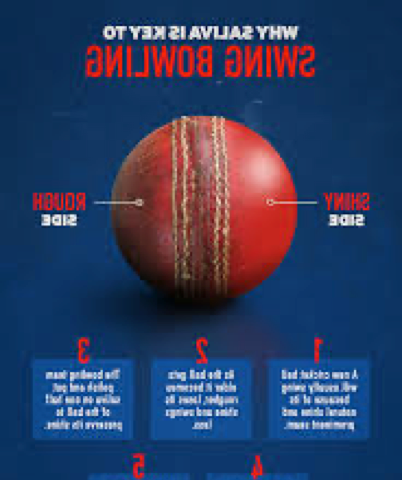 WHY SALIVA IS KEY TO
SWING BOWLING
SHINY
SIDE
ROUGH
SIDE
1
A new cricket ball
will usually swing
because of its
natural shine and
prominent seam.
2
As the ball gets
older it becomes
rougher, loses its
shine and swings
less.
3
The bowling team
polish and put
saliva on one half
of the ball to
preserve its shine.
4
5